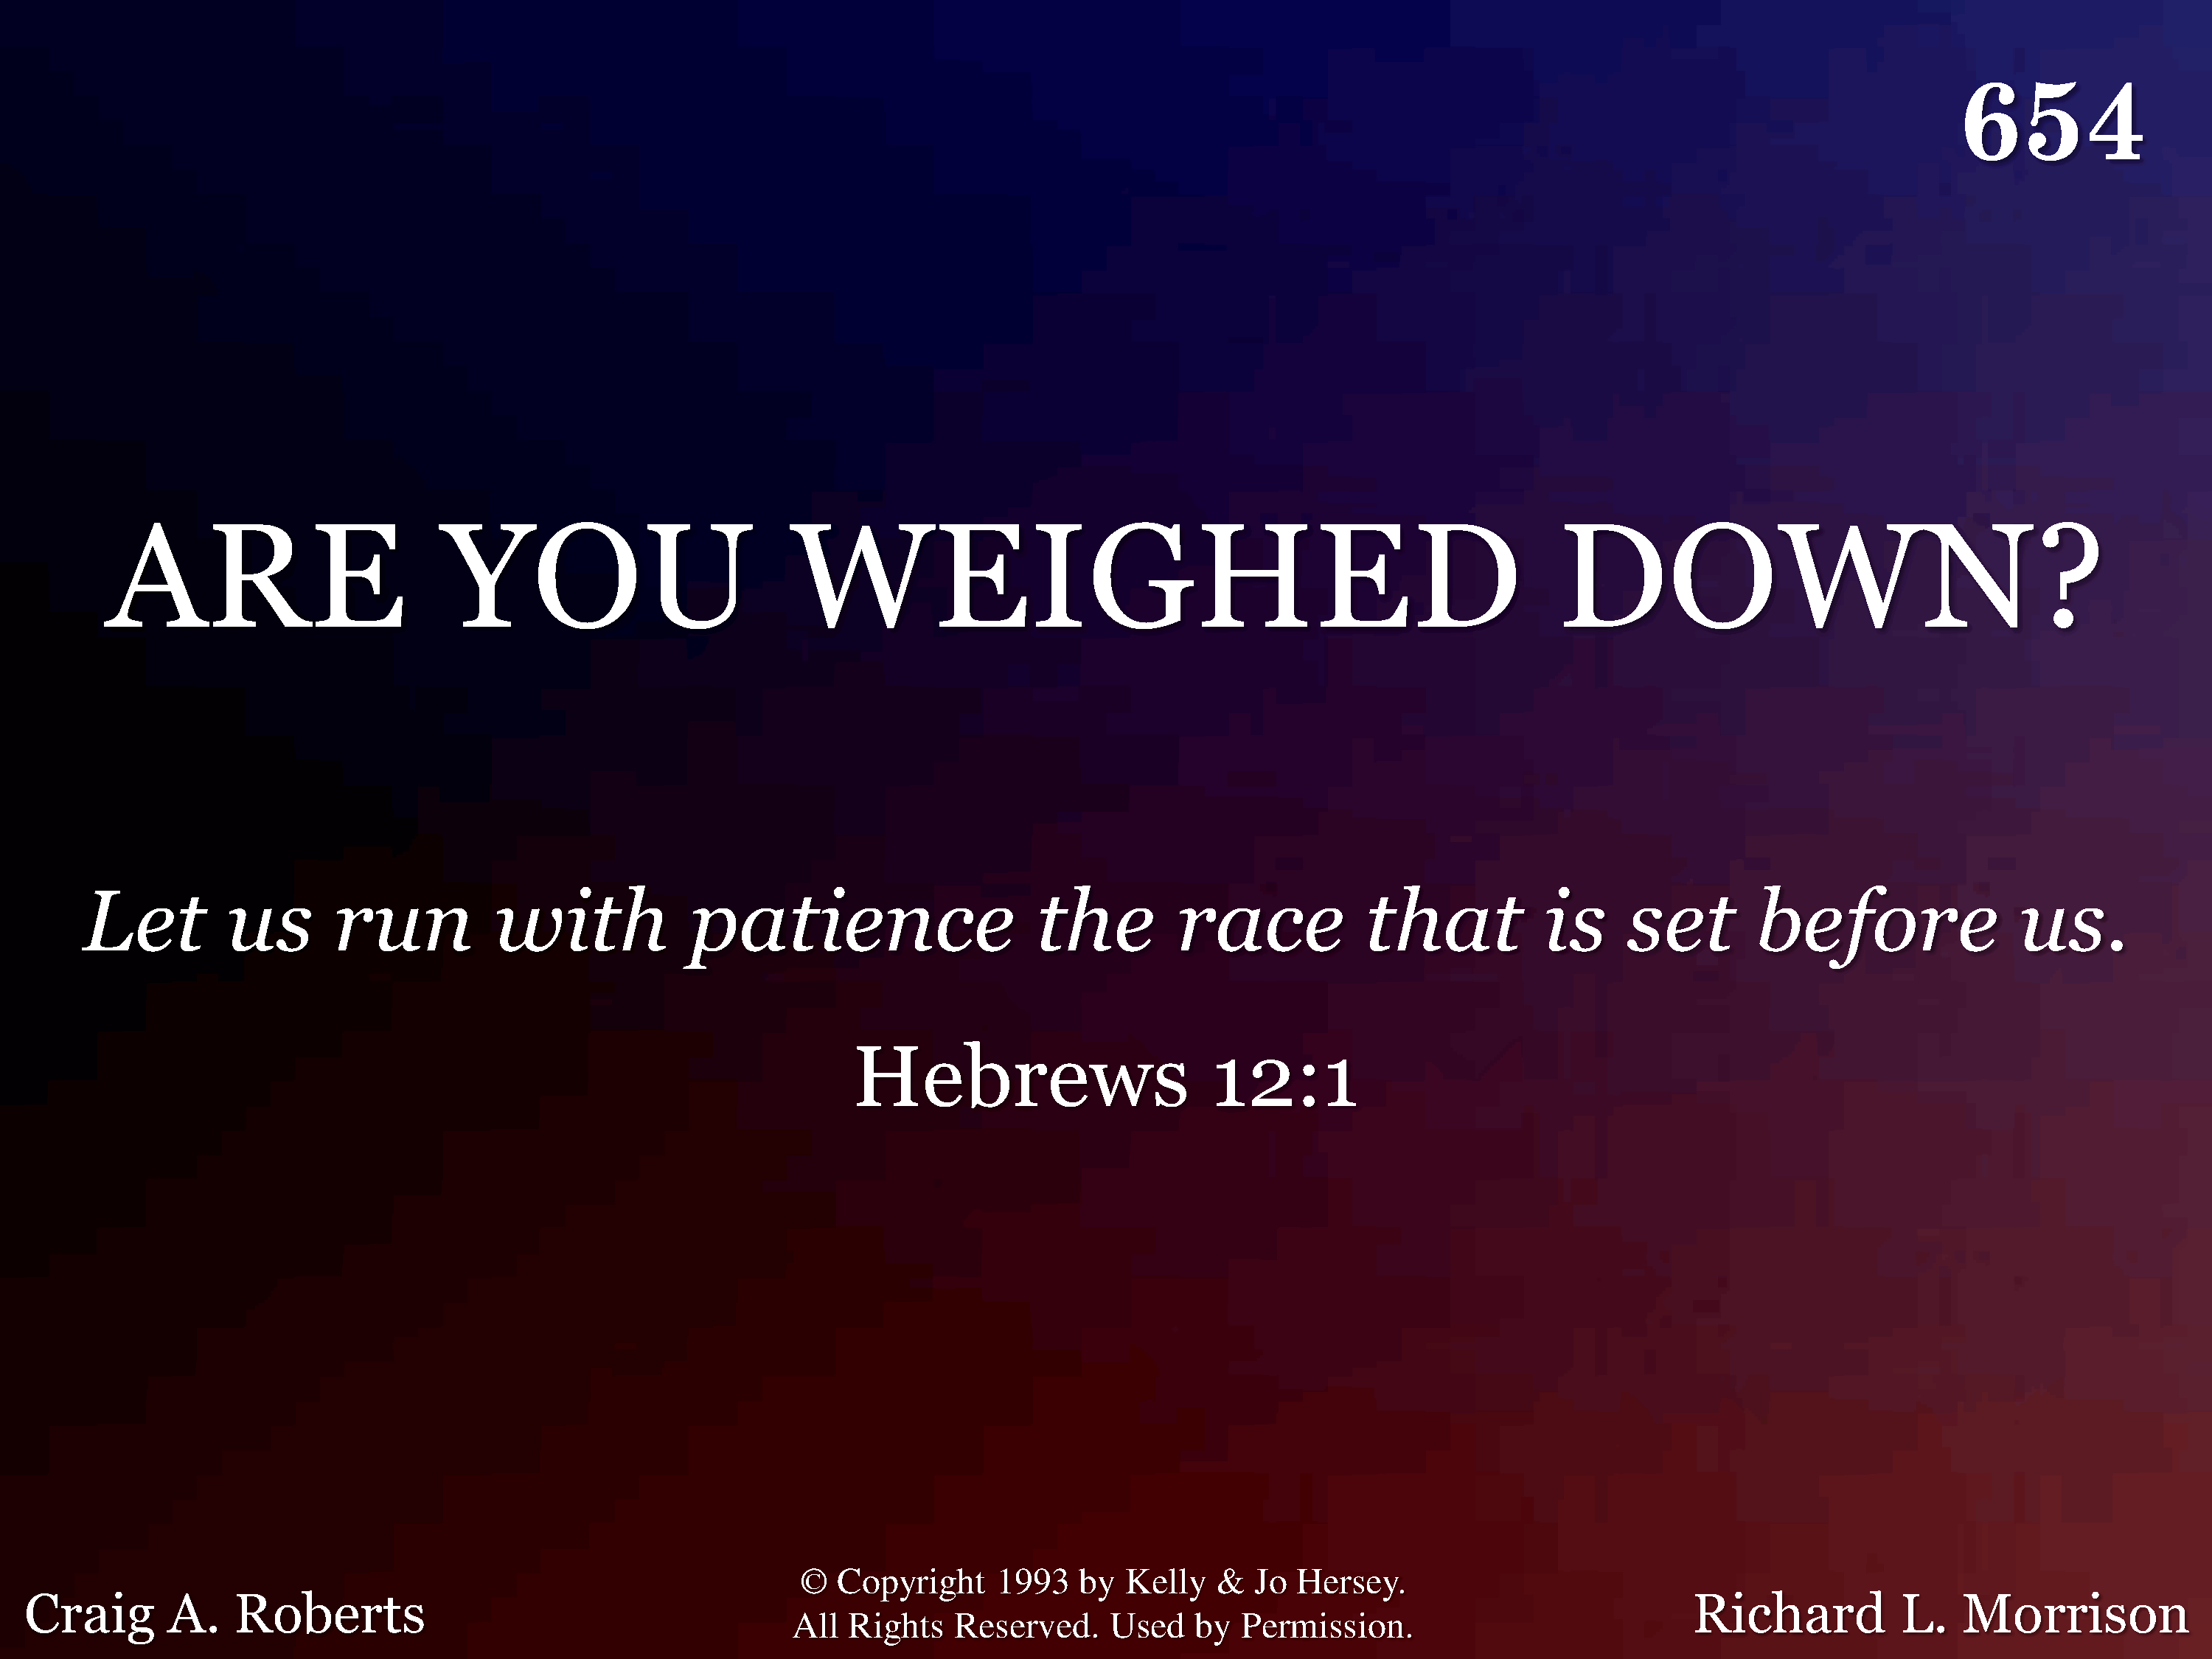 654
ARE YOU WEIGHED DOWN?
Let us run with patience the race that is set before us.
Hebrews 12:1
Craig A. Roberts
© Copyright 1993 by Kelly & Jo Hersey.
All Rights Reserved. Used by Permission.
Richard L. Morrison